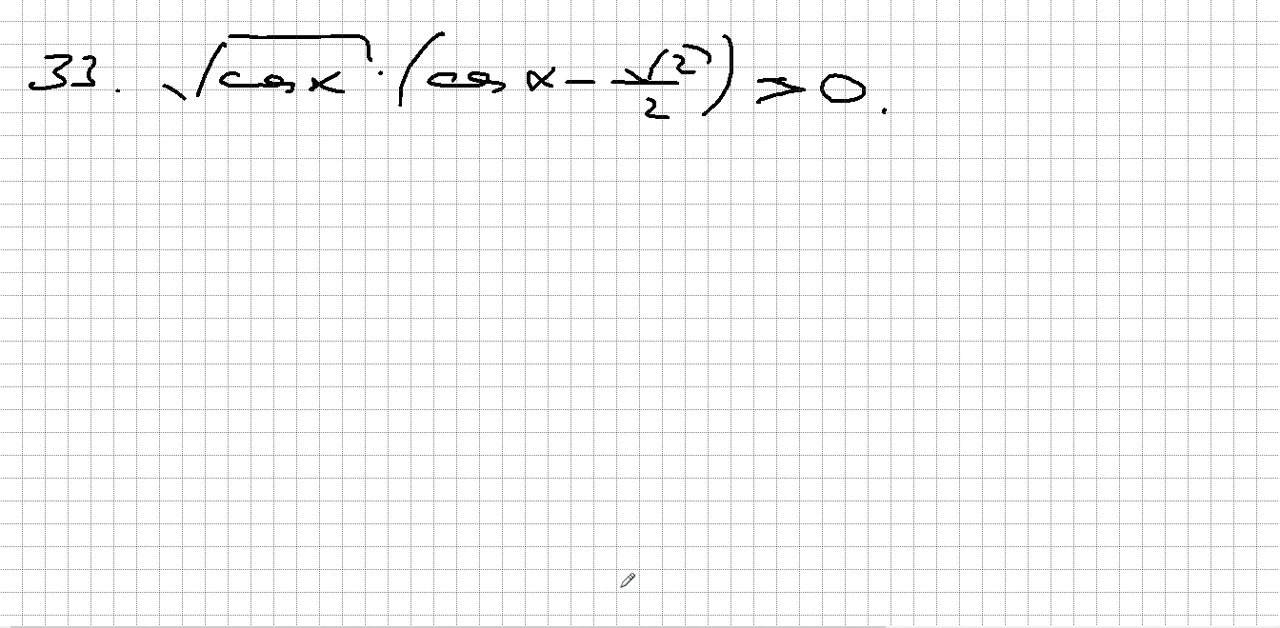 33. √cos x · (cos x − √2/2) > 0.